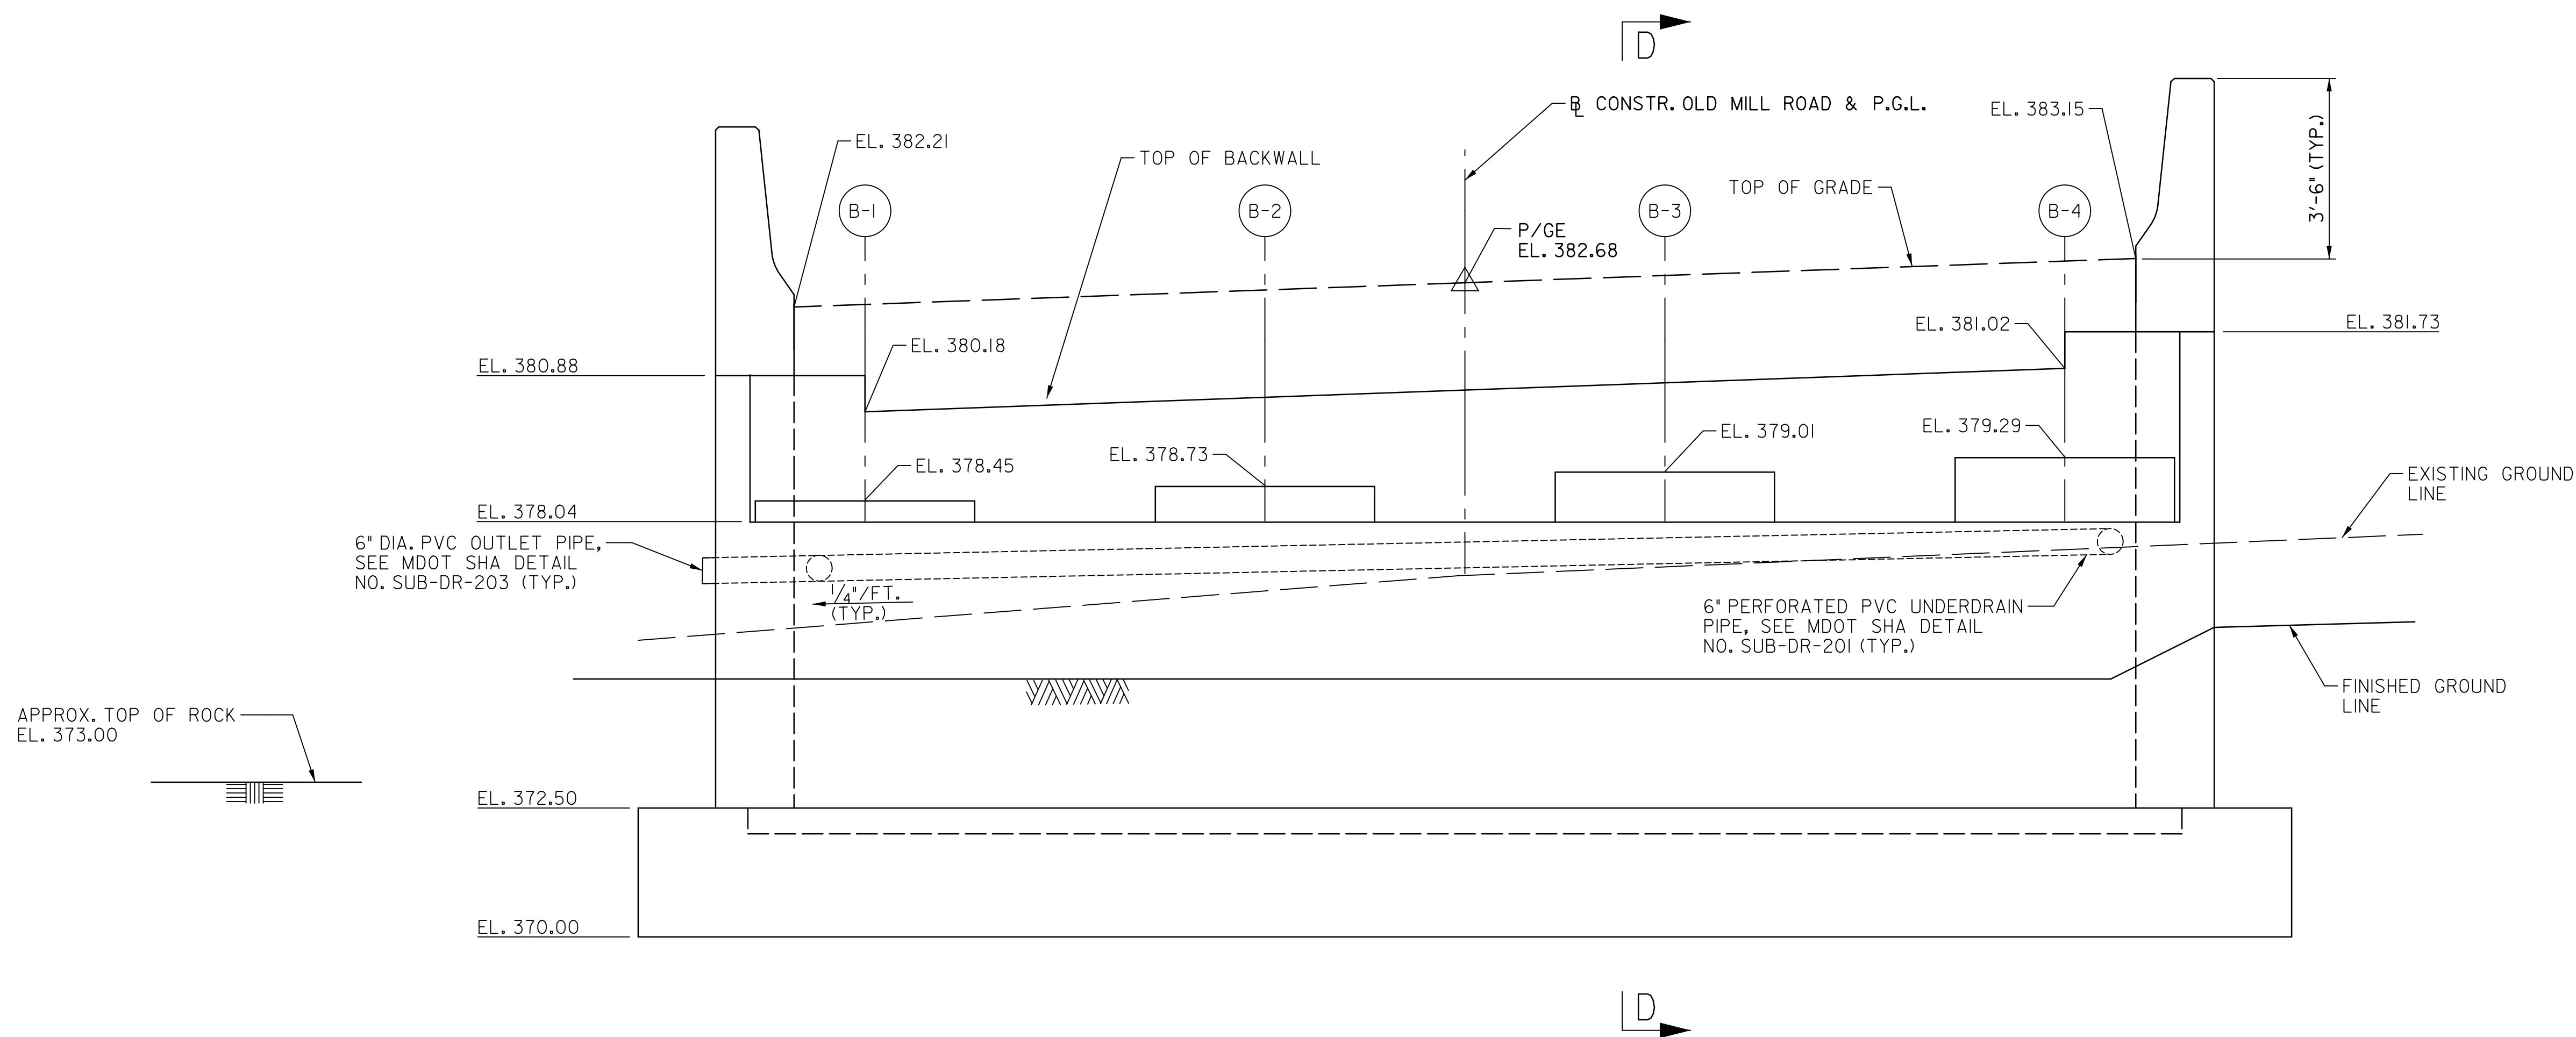 D
℄ CONSTR. OLD MILL ROAD & P.G.L.
EL. 383.15
EL. 382.21
TOP OF BACKWALL
3'-6" (TYP.)
TOP OF GRADE
B-1
B-2
B-3
B-4
P/GE
EL. 382.68
EL. 381.02
EL. 381.73
EL. 380.18
EL. 380.88
EL. 379.01
EL. 379.29
EL. 378.73
EL. 378.45
EXISTING GROUND
LINE
EL. 378.04
6" DIA. PVC OUTLET PIPE,
SEE MDOT SHA DETAIL
NO. SUB-DR-203 (TYP.)
1/4"/FT.
(TYP.)
6" PERFORATED PVC UNDERDRAIN
PIPE, SEE MDOT SHA DETAIL
NO. SUB-DR-201 (TYP.)
FINISHED GROUND
LINE
APPROX. TOP OF ROCK
EL. 373.00
EL. 372.50
EL. 370.00
D